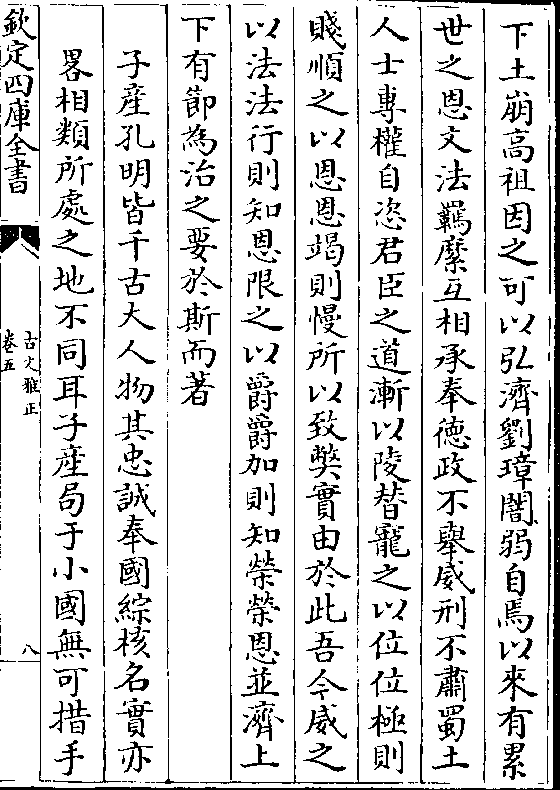 下土崩高祖因之可以弘濟劉璋闇弱自焉以來有累
世之恩文法羈縻互相承奉德政不舉威刑不肅蜀土
人士專權自恣君臣之道漸以陵替寵之以位位極則
賤順之以恩恩竭則慢所以致獘實由於此吾今威之
以法法行則知恩限之以爵爵加則知榮榮恩並濟上
下有節為治之要於斯而著
子產孔明皆千古大人物其忠誠奉國綜核名實亦
畧相類所處之地不同耳子產局于小國無可措手
欽定四庫全書
古文雅正
卷五
八